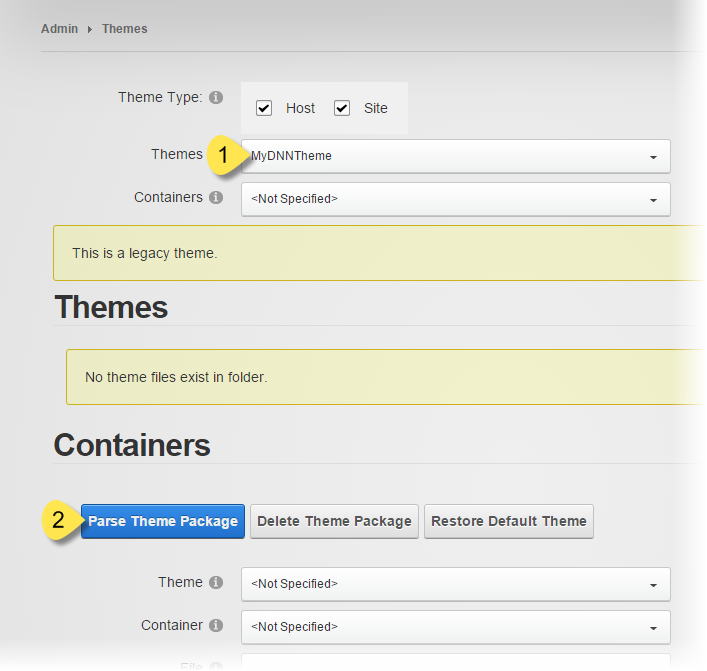 Admin Themes
Theme Type: Host Site
Themes 1 MyDNNTheme
Containers <Not Specified>
This is a legacy theme.
Themes
No theme files exist in folder.
Containers
2 Parse Theme Package Delete Theme Package Restore Default Theme
Theme <Not Specified>
Container <Not Specified>
File